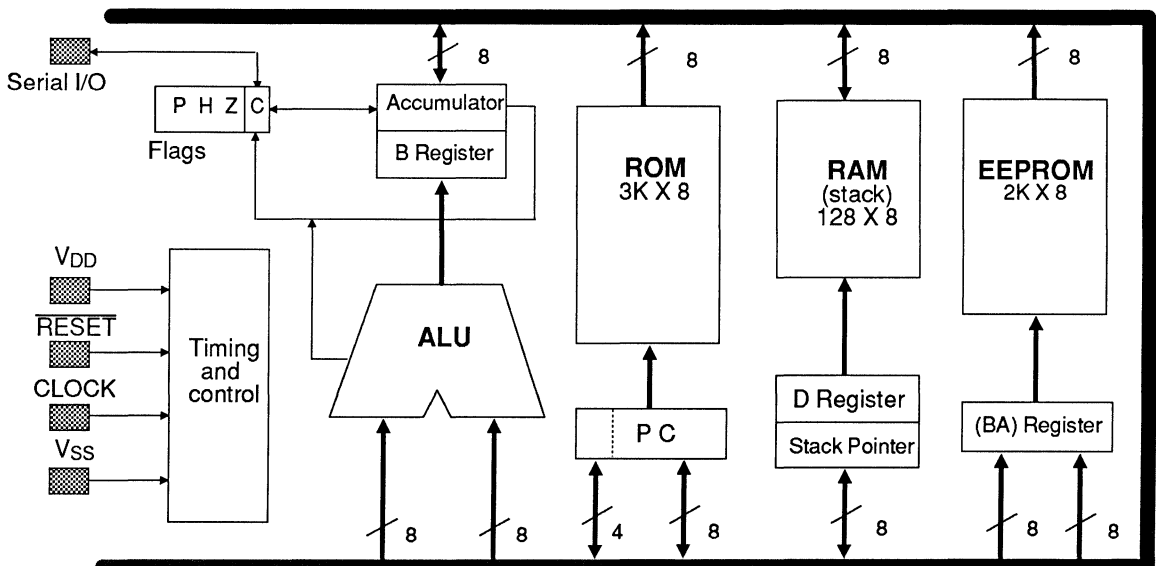 8
8
8
8
Serial I/O
P H Z C
Flags
Accumulator
B Register
ROM
3K X 8
RAM
(stack)
128 X 8
EEPROM
2K X 8
VDD
RESET
CLOCK
VSS
Timing
and
control
ALU
P C
D Register
Stack Pointer
(BA) Register
8
8
4
8
8
8
8